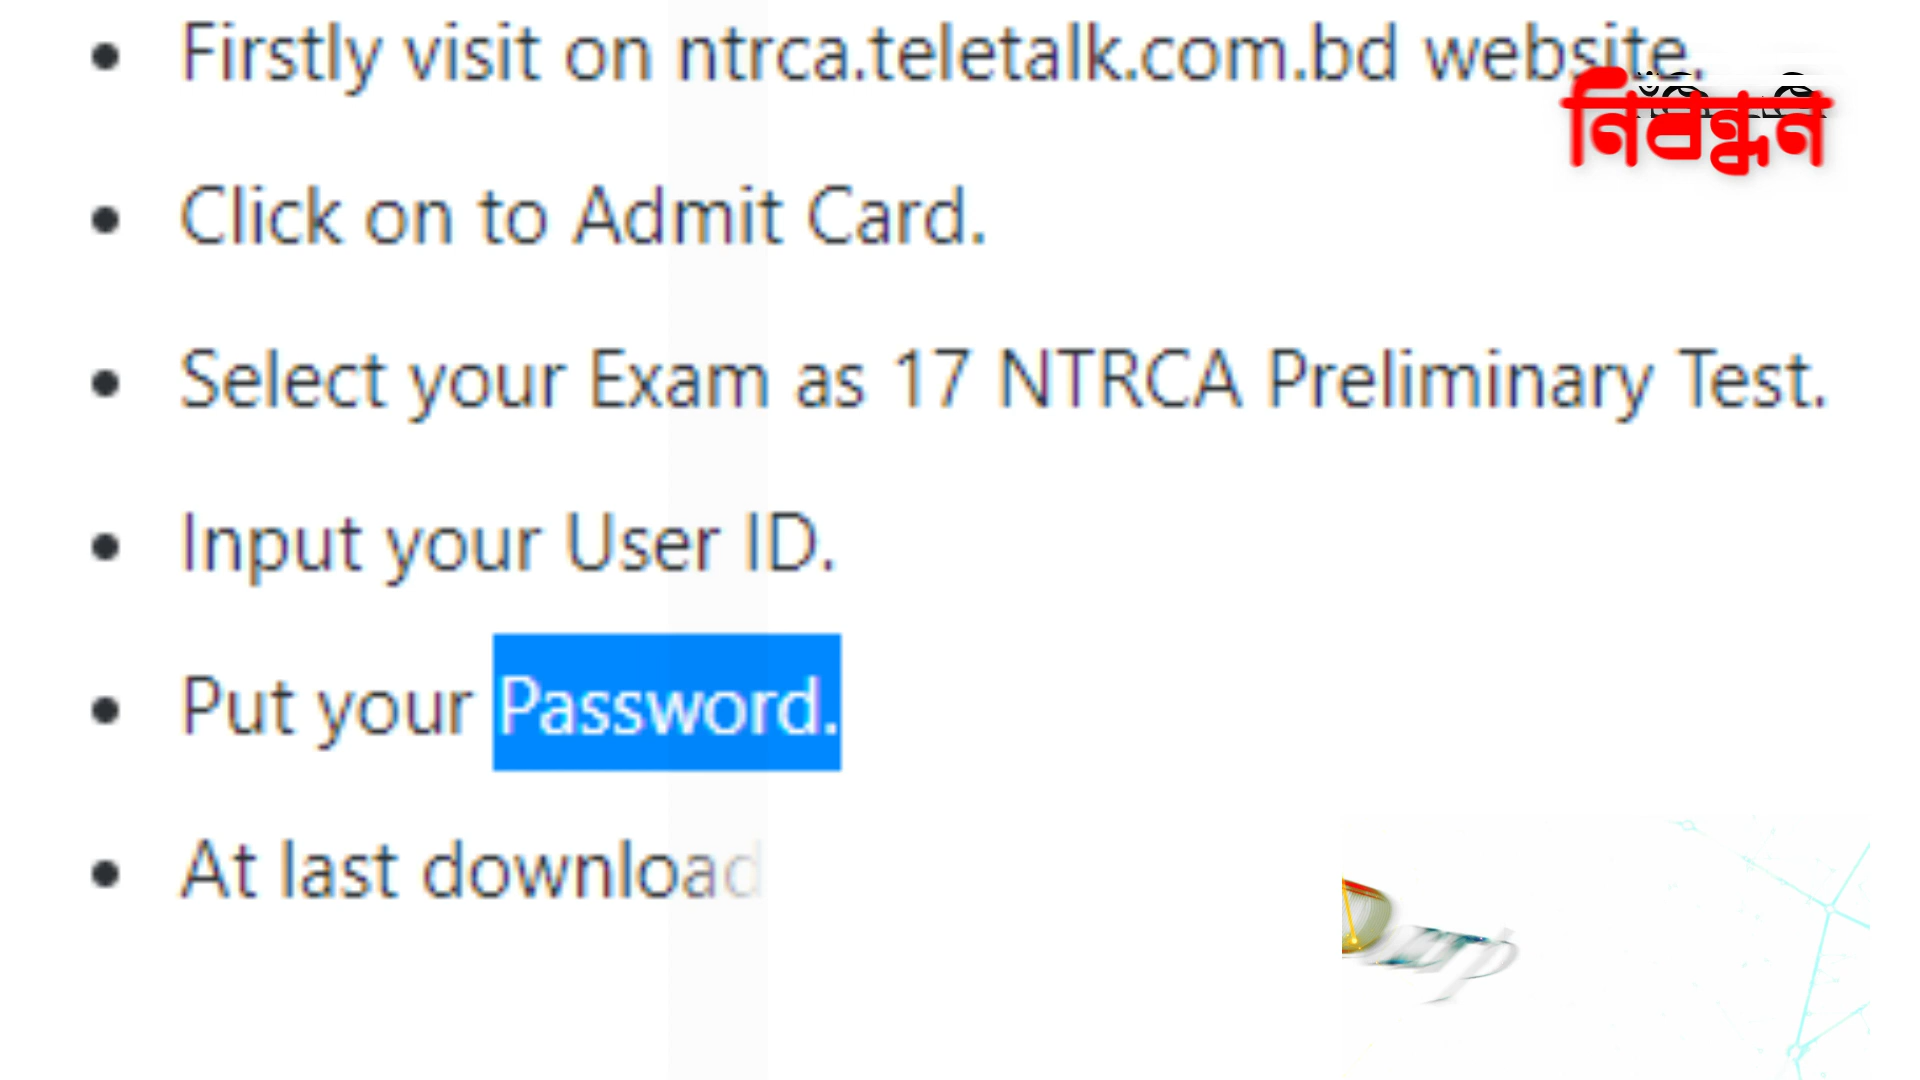 Firstly visit on ntrca.teletalk.com.bd website.
নিবন্ধন
Click on to Admit Card.
Select your Exam as 17 NTRCA Preliminary Test.
Input your User ID.
Put your Password.
At last download